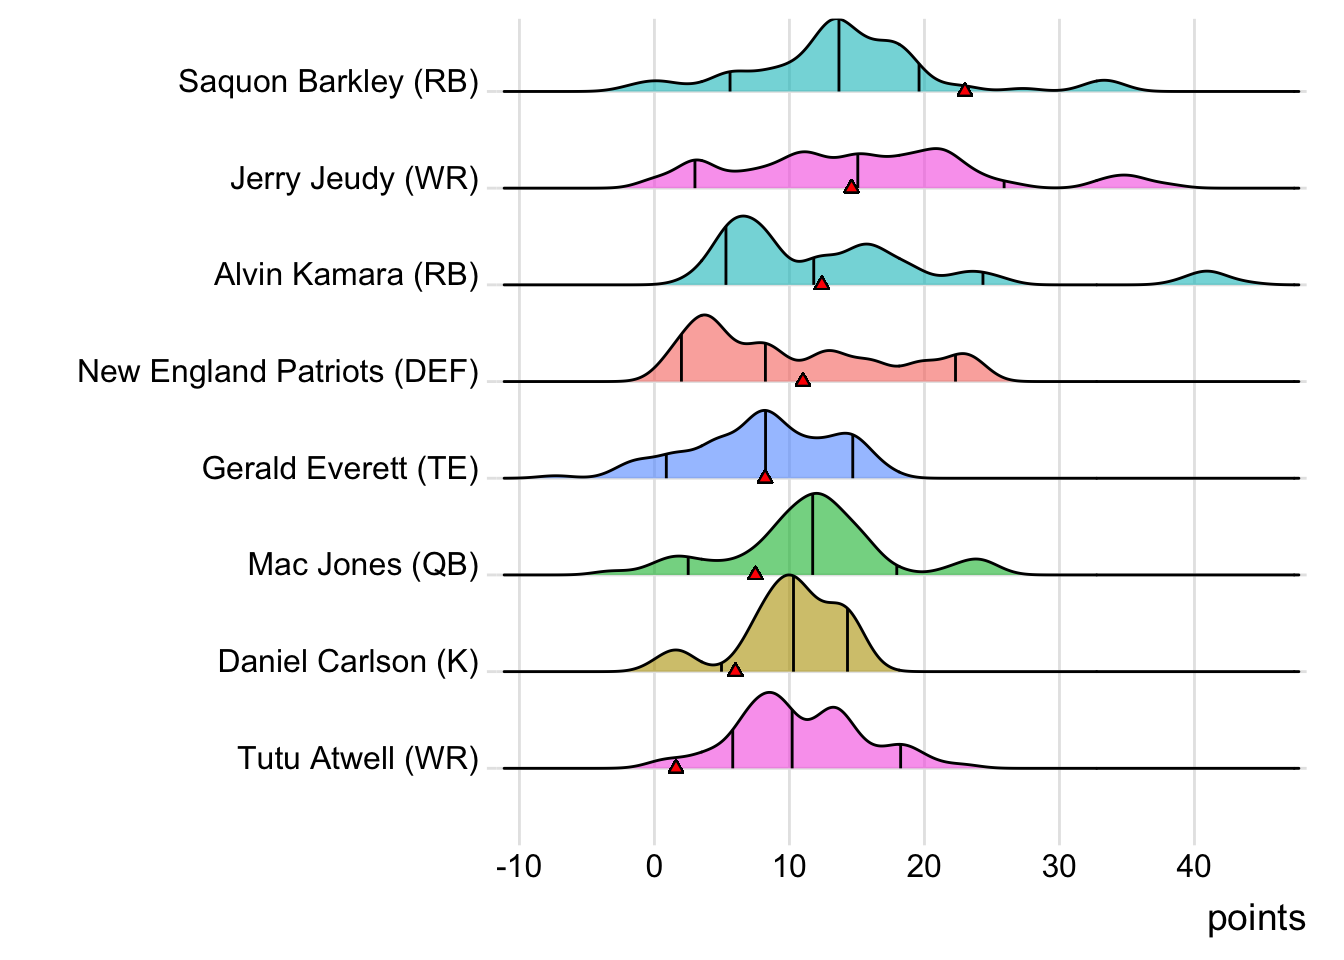 Saquon Barkley (RB)
Jerry Jeudy (WR)
Alvin Kamara (RB)
New England Patriots (DEF)
Gerald Everett (TE)
Mac Jones (QB)
Daniel Carlson (K)
Tutu Atwell (WR)
-10 0 10 20 30 40
points